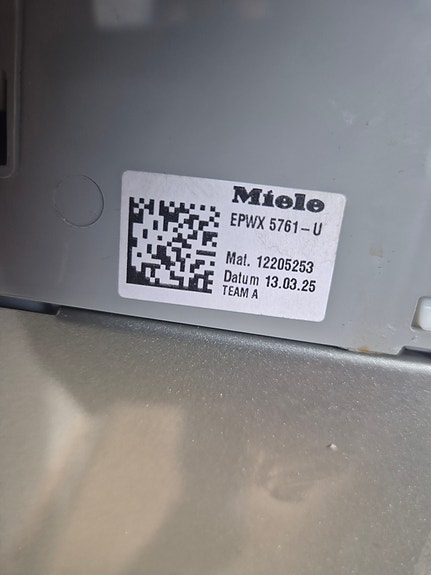 Miele
EPWX 5761-U
Mat. 12205253
Datum 13.03.25
TEAM A